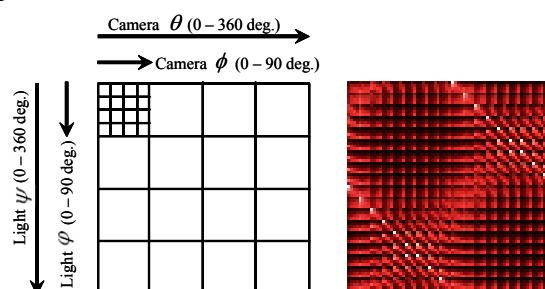 Camera θ (0 – 360 deg.)
Camera ϕ (0 – 90 deg.)
Light ψ (0 – 360 deg.)
Light φ (0 – 90 deg.)